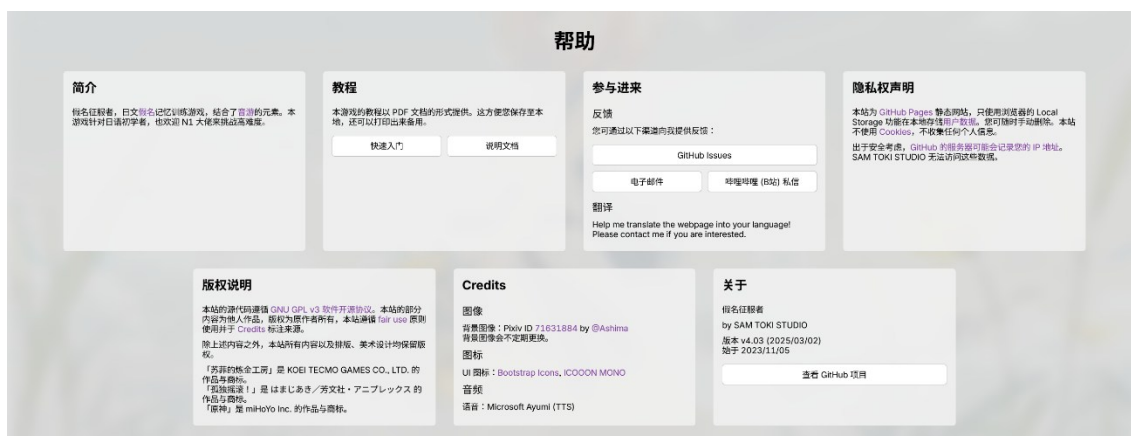 帮助
简介
假名征服者，日文假名记忆训练游戏，结合了音游的元素。本
游戏针对日语初学者，也欢迎 N1 大佬来挑战高难度。
教程
本游戏的教程以 PDF 文档的形式提供。这方便您保存至本
地，还可以打印出来备用。
快速入门
说明文档
参与进来
反馈
您可通过以下渠道向我提供反馈：
GitHub Issues
电子邮件
哔哩哔哩 (B站) 私信
翻译
Help me translate the webpage into your language!
Please contact me if you are interested.
隐私权声明
本站为 GitHub Pages 静态网站，只使用浏览器的 Local
Storage 功能在本地存储用户数据。您可随时手动删除。本站
不使用 Cookies，不收集任何个人信息。
出于安全考虑，GitHub 的服务器可能会记录您的 IP 地址。
SAM TOKI STUDIO 无法访问这些数据。
版权说明
本站的源代码遵循 GNU GPL v3 软件开源协议。本站的部分
内容为他人作品，版权为原作者所有，本站遵循 fair use 原则
使用并于 Credits 标注来源。
除上述内容之外，本站所有内容以及排版、美术设计均保留版
权。
「苏菲的炼金工房」是 KOEI TECMO GAMES CO., LTD. 的
作品与商标。
「孤独摇滚！」是 はまじあき／芳文社・アニプレックス 的
作品与商标。
「原神」是 miHoYo Inc. 的作品与商标。
Credits
图像
背景图像：Pixiv ID 71631884 by @Ashima
背景图像会不定期更换。
图标
UI 图标：Bootstrap Icons, ICOOON MONO
音频
语音：Microsoft Ayumi (TTS)
关于
假名征服者
by SAM TOKI STUDIO
版本 v4.03 (2025/03/02)
始于 2023/11/05
查看 GitHub 项目